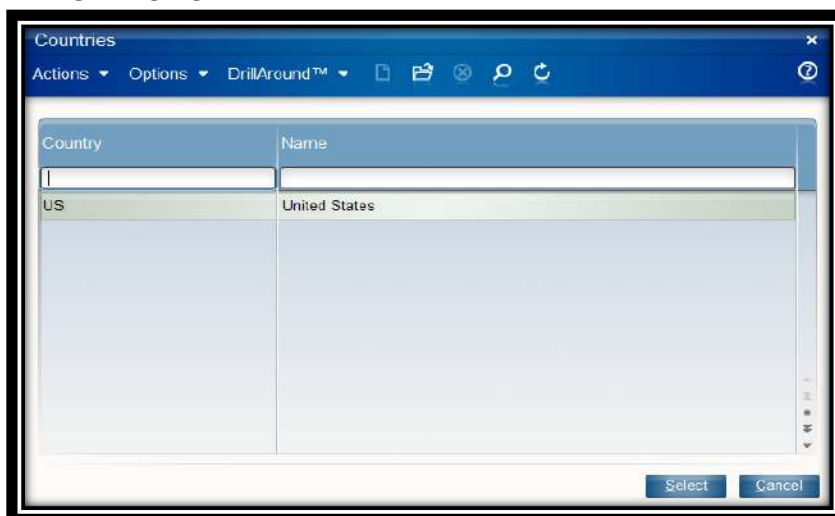 Countries
Actions Options DrillAround™
Country Name
US United States
Select Cancel